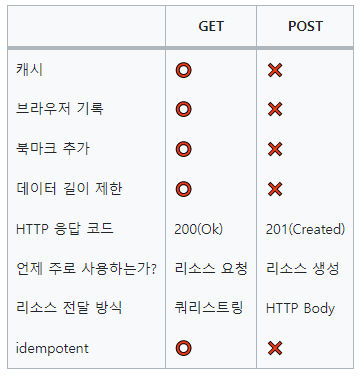 GET POST
캐시 ⭕ ❌
브라우저 기록 ⭕ ❌
북마크 추가 ⭕ ❌
데이터 길이 제한 ⭕ ❌
HTTP 응답 코드 200(Ok) 201(Created)
언제 주로 사용하는가? 리소스 요청 리소스 생성
리소스 전달 방식 쿼리스트링 HTTP Body
idempotent ⭕ ❌